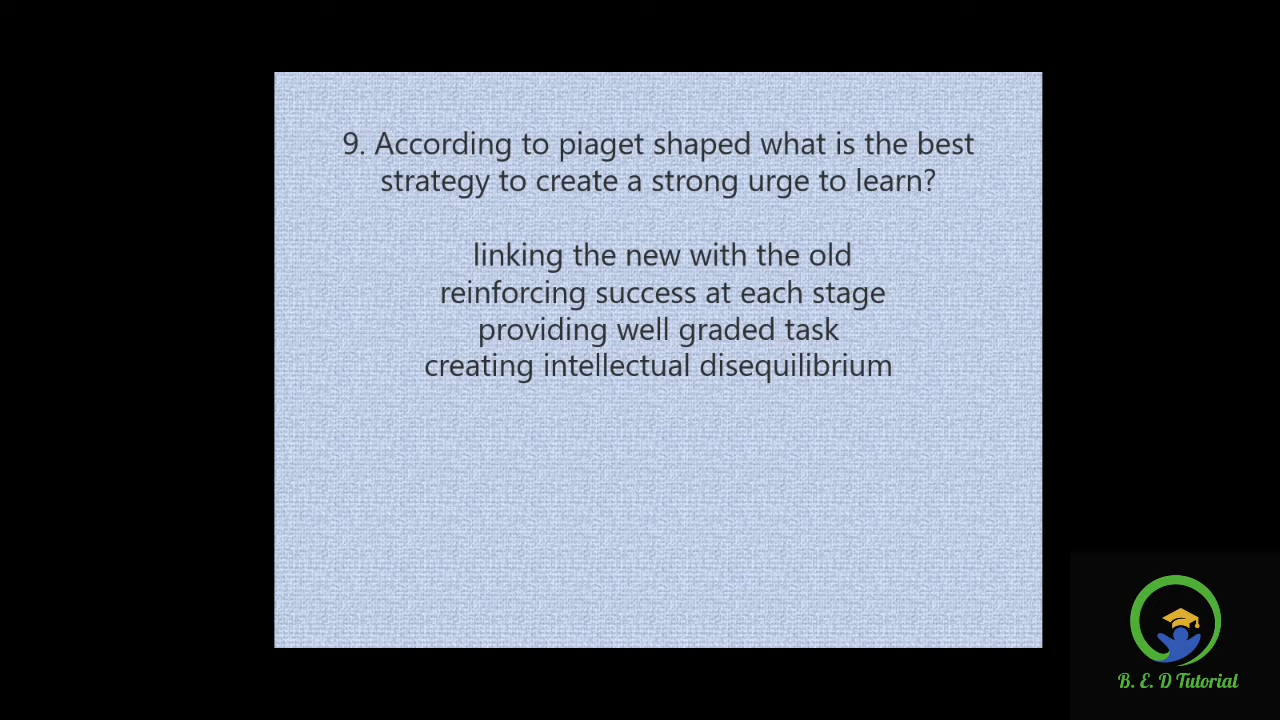 9. According to piaget shaped what is the best
strategy to create a strong urge to learn?
linking the new with the old
reinforcing success at each stage
providing well graded task
creating intellectual disequilibrium
B. E. D Tutorial